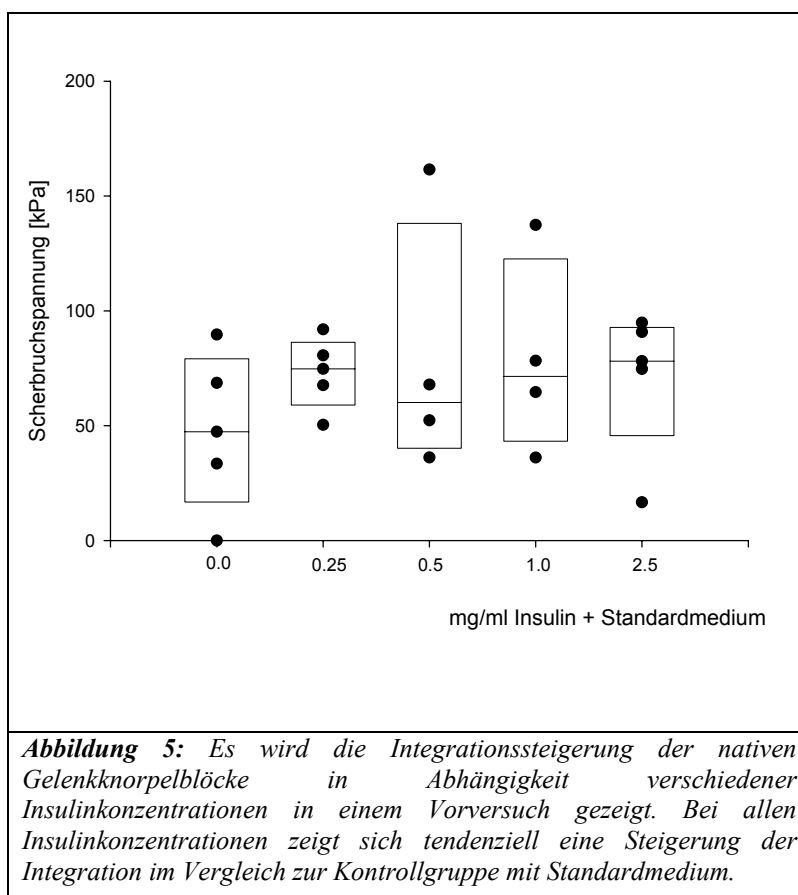 200
150
100
50
0
Scherbruchspannung [kPa]
0.0 0.25 0.5 1.0 2.5
mg/ml Insulin + Standardmedium
Abbildung 5: Es wird die Integrationssteigerung der nativen
Gelenkknorpelblöcke in Abhängigkeit verschiedener
Insulinkonzentrationen in einem Vorversuch gezeigt. Bei allen
Insulinkonzentrationen zeigt sich tendenziell eine Steigerung der
Integration im Vergleich zur Kontrollgruppe mit Standardmedium.